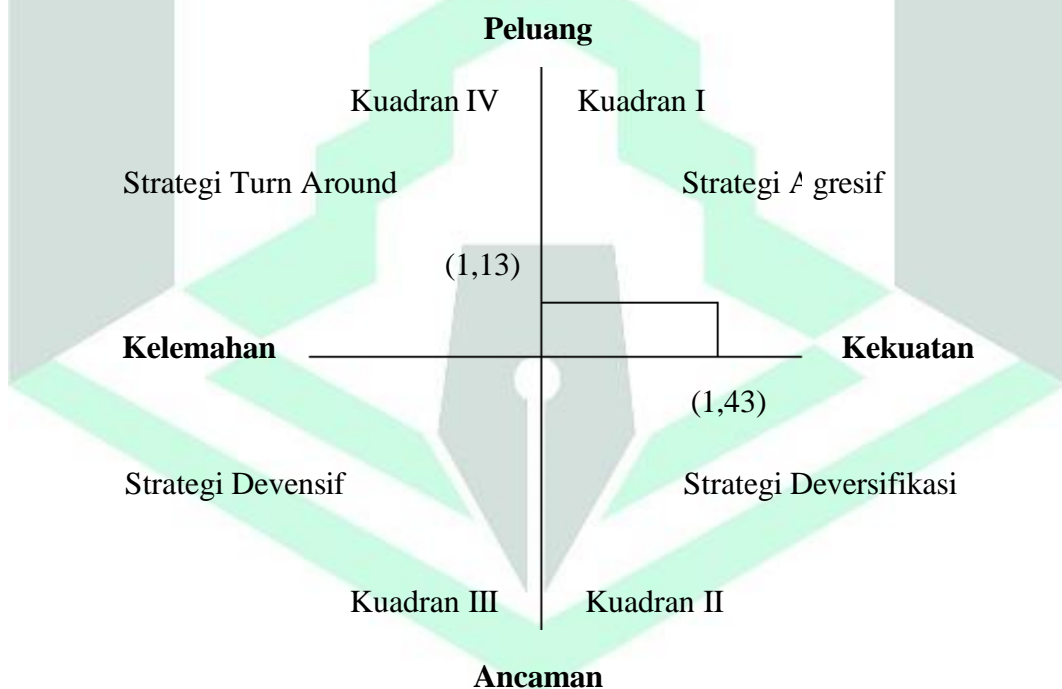 Peluang
Kuadran IV Kuadran I
Strategi Turn Around Strategi Agresif
(1,13)
Kelemahan Kekuatan
(1,43)
Strategi Devensif Strategi Deversifikasi
Kuadran III Kuadran II
Ancaman